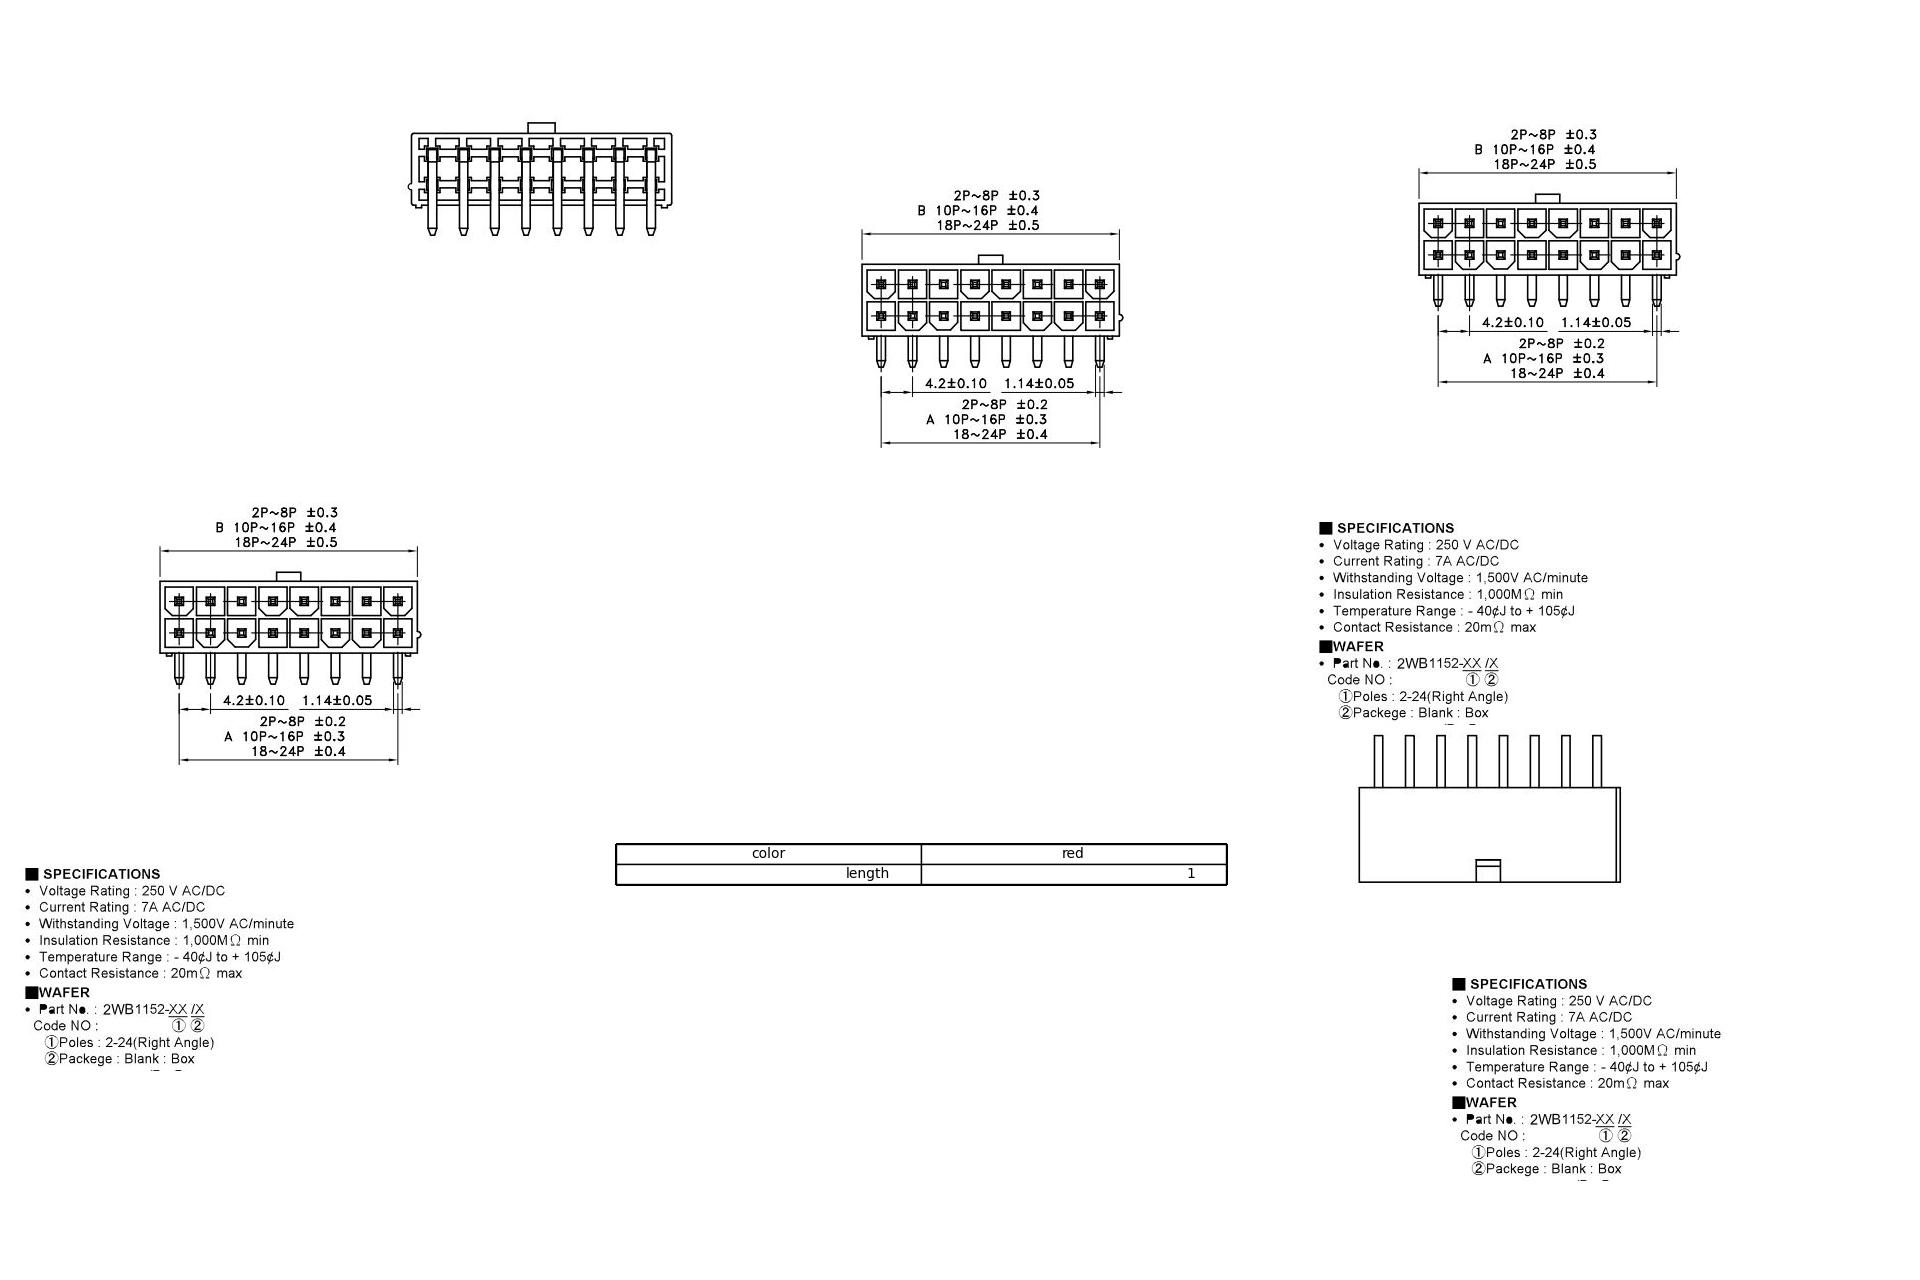 2P~8P ±0.3
B 10P~16P ±0.4
18P~24P ±0.5
4.2±0.10 1.14±0.05
2P~8P ±0.2
A 10P~16P ±0.3
18~24P ±0.4
2P~8P ±0.3
B 10P~16P ±0.4
18P~24P ±0.5
4.2±0.10 1.14±0.05
2P~8P ±0.2
A 10P~16P ±0.3
18~24P ±0.4
2P~8P ±0.3
B 10P~16P ±0.4
18P~24P ±0.5
4.2±0.10 1.14±0.05
2P~8P ±0.2
A 10P~16P ±0.3
18~24P ±0.4
■ SPECIFICATIONS
• Voltage Rating : 250 V AC/DC
• Current Rating : 7A AC/DC
• Withstanding Voltage : 1,500V AC/minute
• Insulation Resistance : 1,000MΩ min
• Temperature Range : - 40¢J to + 105¢J
• Contact Resistance : 20mΩ max
■WAFER
• Part No. : 2WB1152-XX /X
Code NO : ① ②
①Poles : 2-24(Right Angle)
②Packege : Blank : Box
color red
length 1
■ SPECIFICATIONS
• Voltage Rating : 250 V AC/DC
• Current Rating : 7A AC/DC
• Withstanding Voltage : 1,500V AC/minute
• Insulation Resistance : 1,000MΩ min
• Temperature Range : - 40¢J to + 105¢J
• Contact Resistance : 20mΩ max
■WAFER
• Part No. : 2WB1152-XX /X
Code NO : ① ②
①Poles : 2-24(Right Angle)
②Packege : Blank : Box
■ SPECIFICATIONS
• Voltage Rating : 250 V AC/DC
• Current Rating : 7A AC/DC
• Withstanding Voltage : 1,500V AC/minute
• Insulation Resistance : 1,000MΩ min
• Temperature Range : - 40¢J to + 105¢J
• Contact Resistance : 20mΩ max
■WAFER
• Part No. : 2WB1152-XX /X
Code NO : ① ②
①Poles : 2-24(Right Angle)
②Packege : Blank : Box